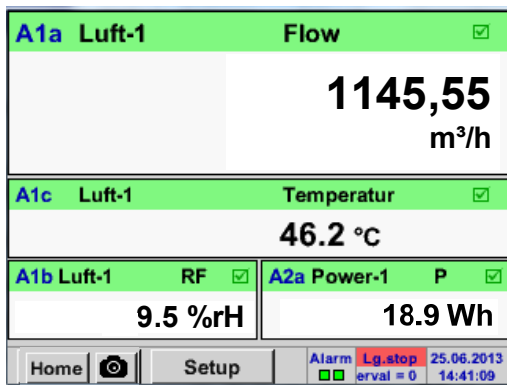 A1a Luft-1 Flow
1145,55
m³/h
A1c Luft-1 Temperatur
46.2 °C
A1b Luft-1 RF
9.5 %rH
A2a Power-1 P
18.9 Wh
Home Setup
Alarm
Lg.stop
erval = 0
25.06.2013
14:41:09